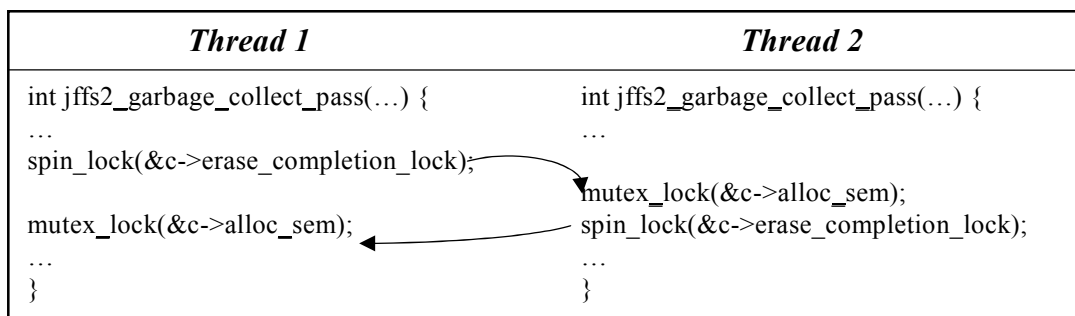 Thread 1
Thread 2
int jffs2_garbage_collect_pass(…) {
…
spin_lock(&c->erase_completion_lock);
mutex_lock(&c->alloc_sem);
…
}
int jffs2_garbage_collect_pass(…) {
…
mutex_lock(&c->alloc_sem);
spin_lock(&c->erase_completion_lock);
…
}